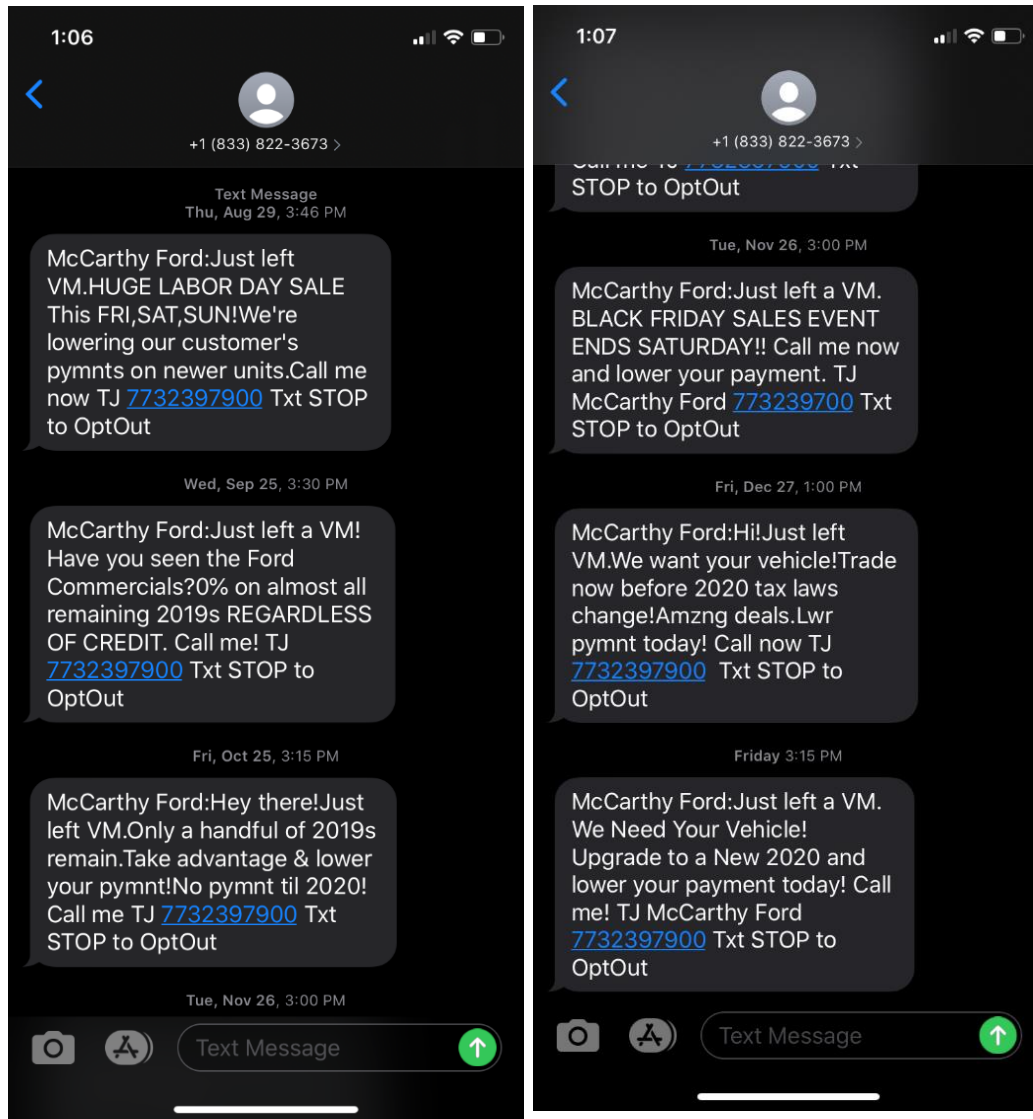 1:06
+1 (833) 822-3673 >
Text Message
Thu, Aug 29, 3:46 PM
McCarthy Ford:Just left
VM.HUGE LABOR DAY SALE
This FRI,SAT,SUN!We're
lowering our customer's
pymnts on newer units.Call me
now TJ 7732397900 Txt STOP
to OptOut
Wed, Sep 25, 3:30 PM
McCarthy Ford:Just left a VM!
Have you seen the Ford
Commercials?0% on almost all
remaining 2019s REGARDLESS
OF CREDIT. Call me! TJ
7732397900 Txt STOP to
OptOut
Fri, Oct 25, 3:15 PM
McCarthy Ford:Hey there!Just
left VM.Only a handful of 2019s
remain.Take advantage & lower
your pymnt!No pymnt til 2020!
Call me TJ 7732397900 Txt
STOP to OptOut
Tue, Nov 26, 3:00 PM
Text Message
1:07
+1 (833) 822-3673 >
STOP to OptOut
Tue, Nov 26, 3:00 PM
McCarthy Ford:Just left a VM.
BLACK FRIDAY SALES EVENT
ENDS SATURDAY!! Call me now
and lower your payment. TJ
McCarthy Ford 773239700 Txt
STOP to OptOut
Fri, Dec 27, 1:00 PM
McCarthy Ford:Hi!Just left
VM.We want your vehicle!Trade
now before 2020 tax laws
change!Amzng deals.Lwr
pymnt today! Call now TJ
7732397900 Txt STOP to
OptOut
Friday 3:15 PM
McCarthy Ford:Just left a VM.
We Need Your Vehicle!
Upgrade to a New 2020 and
lower your payment today! Call
me! TJ McCarthy Ford
7732397900 Txt STOP to
OptOut
Text Message